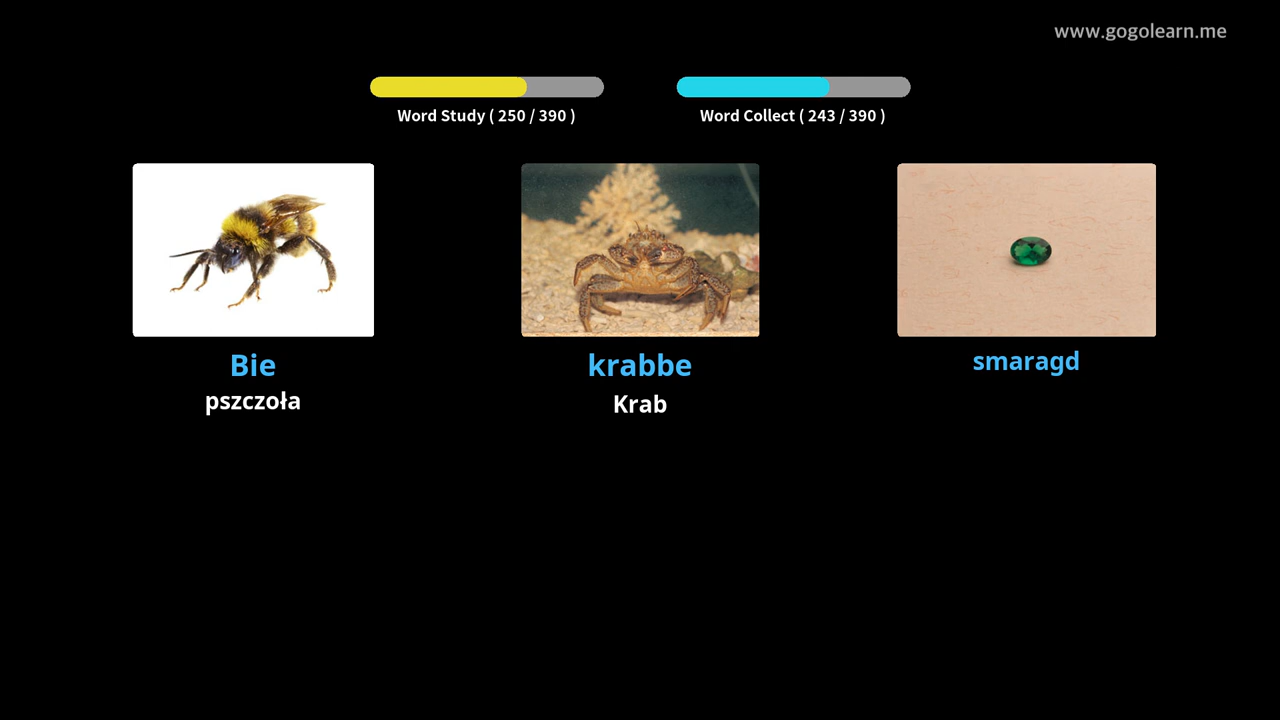 www.gogolearn.me
Word Study ( 250 / 390 )
Word Collect ( 243 / 390 )
Bie
krabbe
smaragd
pszczoła
Krab